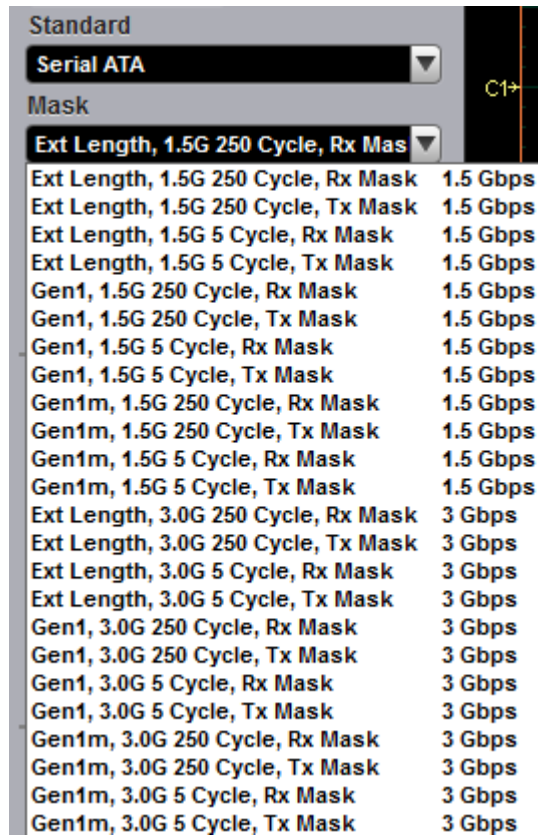 Standard
Serial ATA
C1
Mask
Ext Length, 1.5G 250 Cycle, Rx Mas
Ext Length, 1.5G 250 Cycle, Rx Mask 1.5 Gbps
Ext Length, 1.5G 250 Cycle, Tx Mask 1.5 Gbps
Ext Length, 1.5G 5 Cycle, Rx Mask 1.5 Gbps
Ext Length, 1.5G 5 Cycle, Tx Mask 1.5 Gbps
Gen1, 1.5G 250 Cycle, Rx Mask 1.5 Gbps
Gen1, 1.5G 250 Cycle, Tx Mask 1.5 Gbps
Gen1, 1.5G 5 Cycle, Rx Mask 1.5 Gbps
Gen1, 1.5G 5 Cycle, Tx Mask 1.5 Gbps
Gen1m, 1.5G 250 Cycle, Rx Mask 1.5 Gbps
Gen1m, 1.5G 250 Cycle, Tx Mask 1.5 Gbps
Gen1m, 1.5G 5 Cycle, Rx Mask 1.5 Gbps
Gen1m, 1.5G 5 Cycle, Tx Mask 1.5 Gbps
Ext Length, 3.0G 250 Cycle, Rx Mask 3 Gbps
Ext Length, 3.0G 250 Cycle, Tx Mask 3 Gbps
Ext Length, 3.0G 5 Cycle, Rx Mask 3 Gbps
Ext Length, 3.0G 5 Cycle, Tx Mask 3 Gbps
Gen1, 3.0G 250 Cycle, Rx Mask 3 Gbps
Gen1, 3.0G 250 Cycle, Tx Mask 3 Gbps
Gen1, 3.0G 5 Cycle, Rx Mask 3 Gbps
Gen1, 3.0G 5 Cycle, Tx Mask 3 Gbps
Gen1m, 3.0G 250 Cycle, Rx Mask 3 Gbps
Gen1m, 3.0G 250 Cycle, Tx Mask 3 Gbps
Gen1m, 3.0G 5 Cycle, Rx Mask 3 Gbps
Gen1m, 3.0G 5 Cycle, Tx Mask 3 Gbps